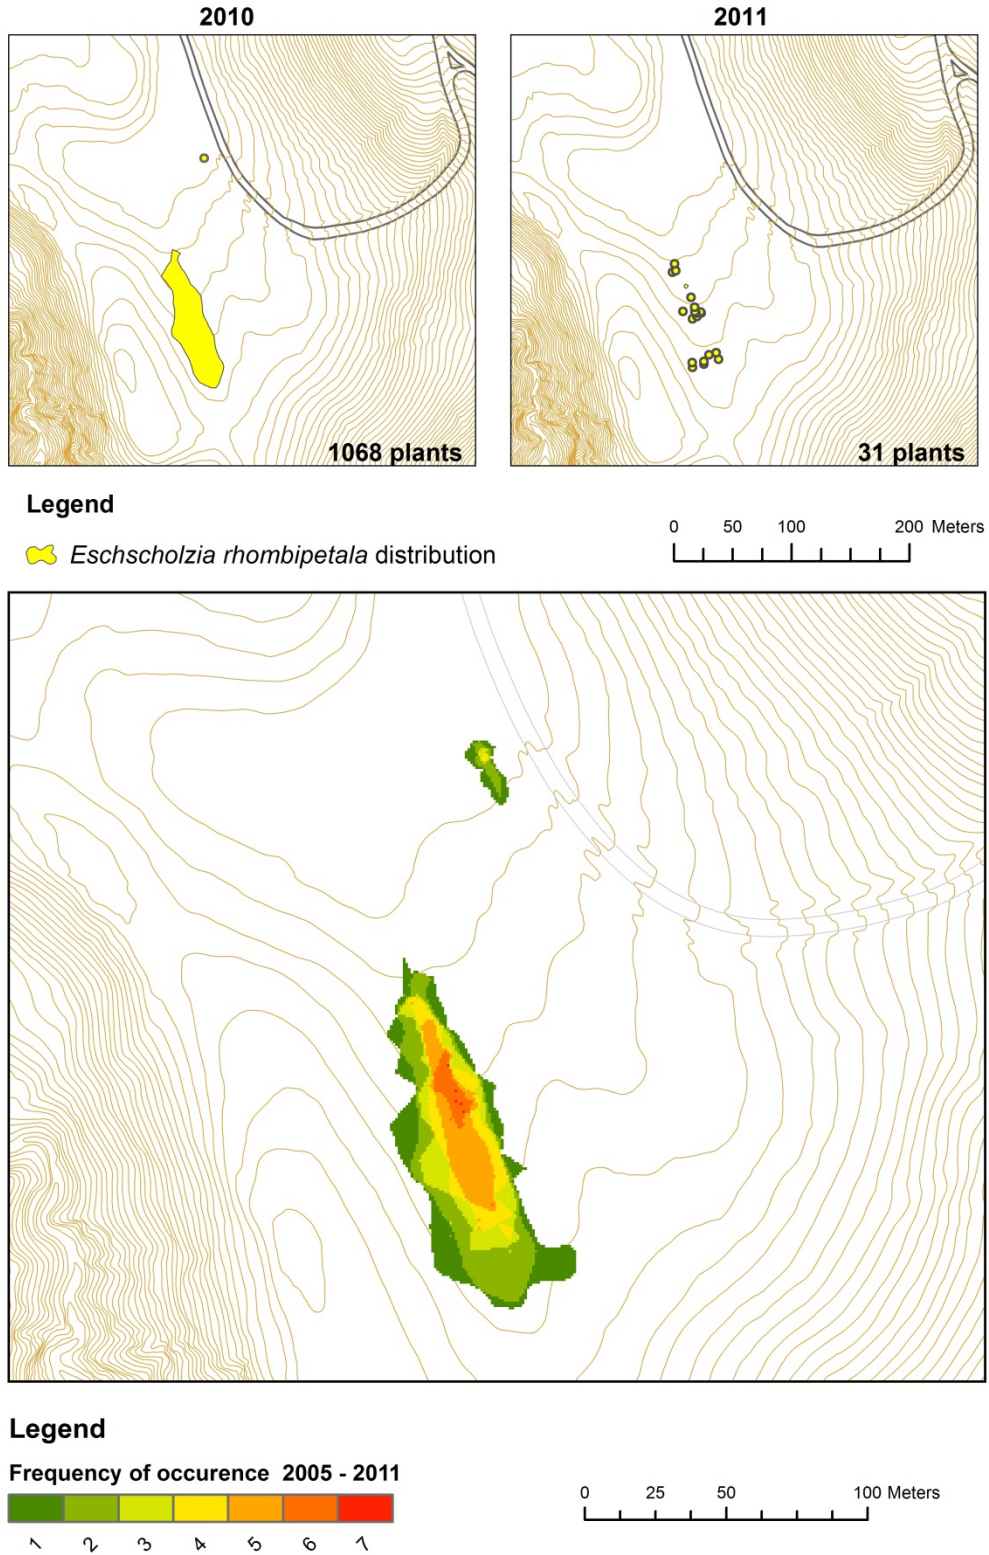 2010
2011
1068 plants
31 plants
Legend
Eschscholzia rhombipetala distribution
0 50 100 200 Meters
Legend
Frequency of occurence 2005 - 2011
1 2 3 4 5 6 7
0 25 50 100 Meters